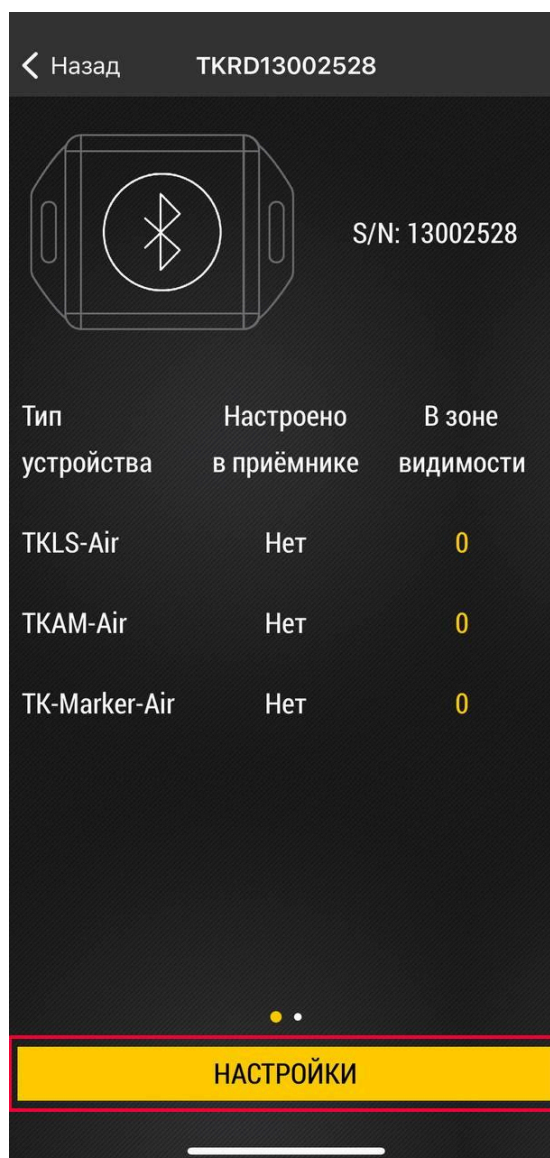 Назад TKRD13002528
S/N: 13002528
Тип устройства Настроено в приёмнике В зоне видимости
TKLS-Air Нет 0
TKAM-Air Нет 0
TK-Marker-Air Нет 0
НАСТРОЙКИ